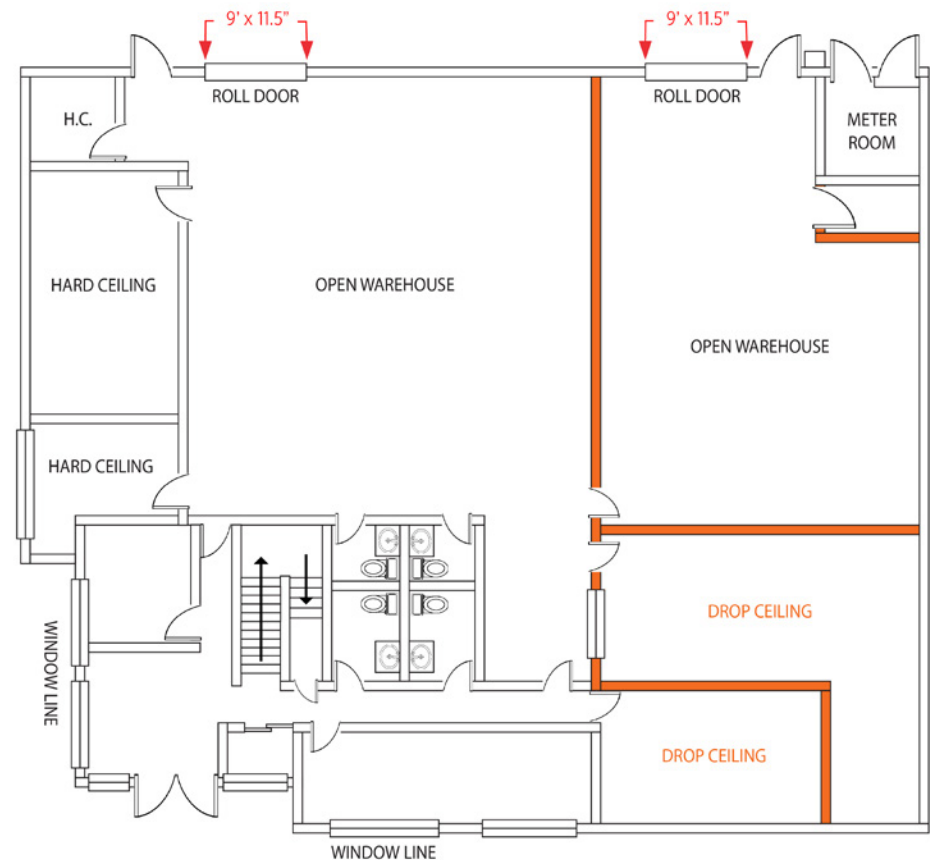 9' x 11.5"
9' x 11.5"
ROLL DOOR
ROLL DOOR
H.C.
METER
ROOM
HARD CEILING
OPEN WAREHOUSE
OPEN WAREHOUSE
HARD CEILING
DROP CEILING
WINDOW LINE
DROP CEILING
WINDOW LINE